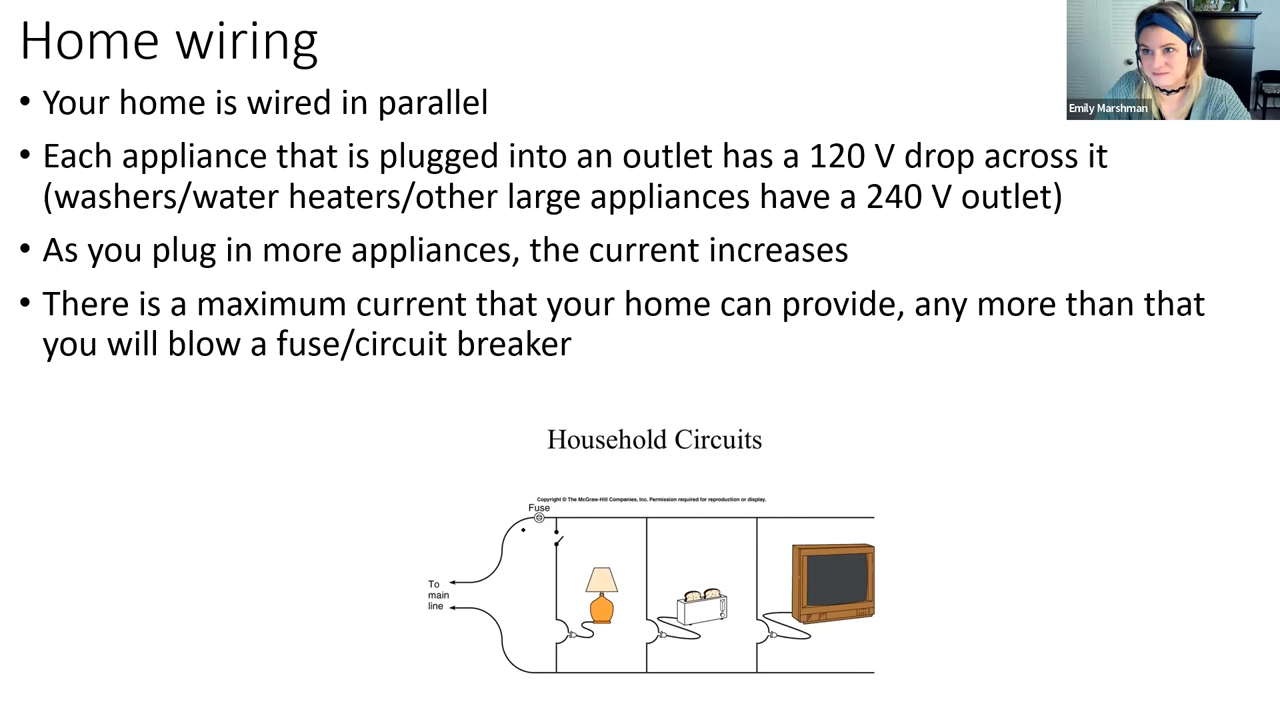 Home wiring
Emily Marshman
• Your home is wired in parallel
• Each appliance that is plugged into an outlet has a 120 V drop across it
(washers/water heaters/other large appliances have a 240 V outlet)
• As you plug in more appliances, the current increases
• There is a maximum current that your home can provide, any more than that
you will blow a fuse/circuit breaker
Household Circuits
Copyright © The McGraw-Hill Companies, Inc. Permission required for reproduction or display.
Fuse
To
main
line